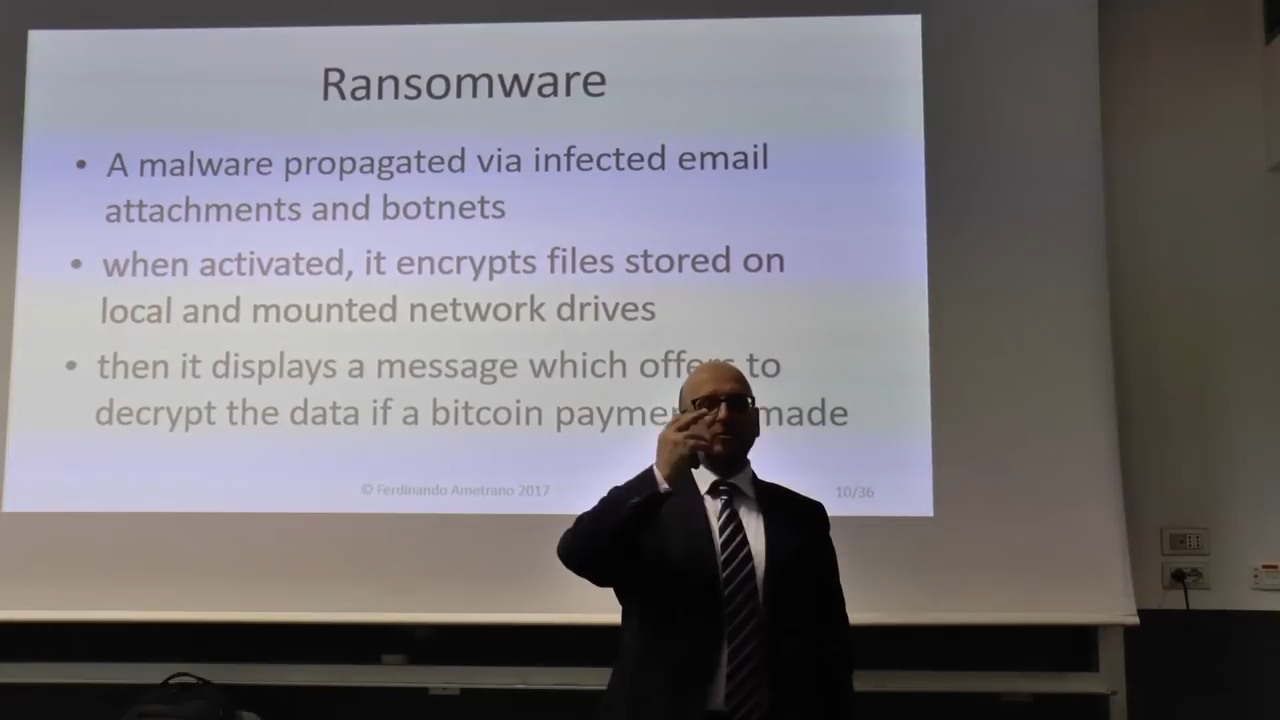 Ransomware
• A malware propagated via infected email
attachments and botnets
• when activated, it encrypts files stored on
local and mounted network drives
• then it displays a message which offers to
decrypt the data if a bitcoin payme made
© Ferdinando Ametrano 2017
10/36